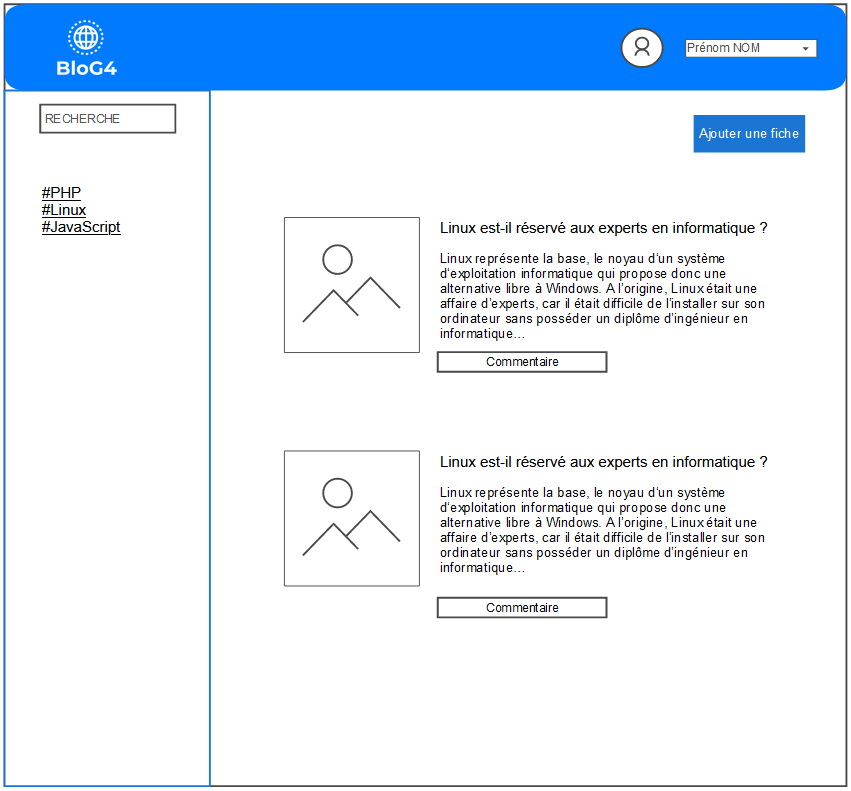 BloG4
Prénom NOM
RECHERCHE
Ajouter une fiche
#PHP
#Linux
#JavaScript
Linux est-il réservé aux experts en informatique ?
Linux représente la base, le noyau d’un système
d’exploitation informatique qui propose donc une
alternative libre à Windows. A l’origine, Linux était une
affaire d’experts, car il était difficile de l’installer sur son
ordinateur sans posséder un diplôme d’ingénieur en
informatique…
Commentaire
Linux est-il réservé aux experts en informatique ?
Linux représente la base, le noyau d’un système
d’exploitation informatique qui propose donc une
alternative libre à Windows. A l’origine, Linux était une
affaire d’experts, car il était difficile de l’installer sur son
ordinateur sans posséder un diplôme d’ingénieur en
informatique…
Commentaire